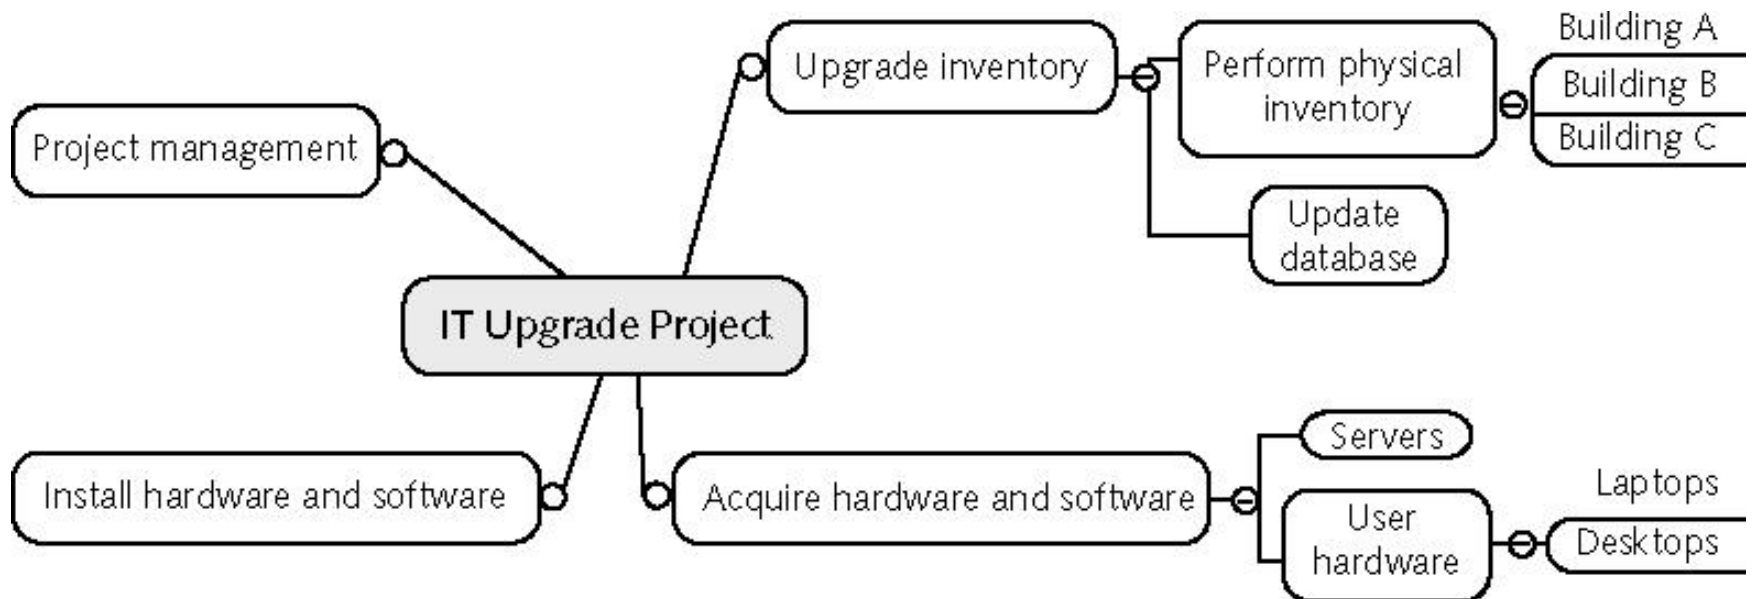 Building A
Upgrade inventory
Perform physical
inventory
Building B
Building C
Project management
Update
database
IT Upgrade Project
Servers
Install hardware and software
Acquire hardware and software
User
hardware
Laptops
Desktops